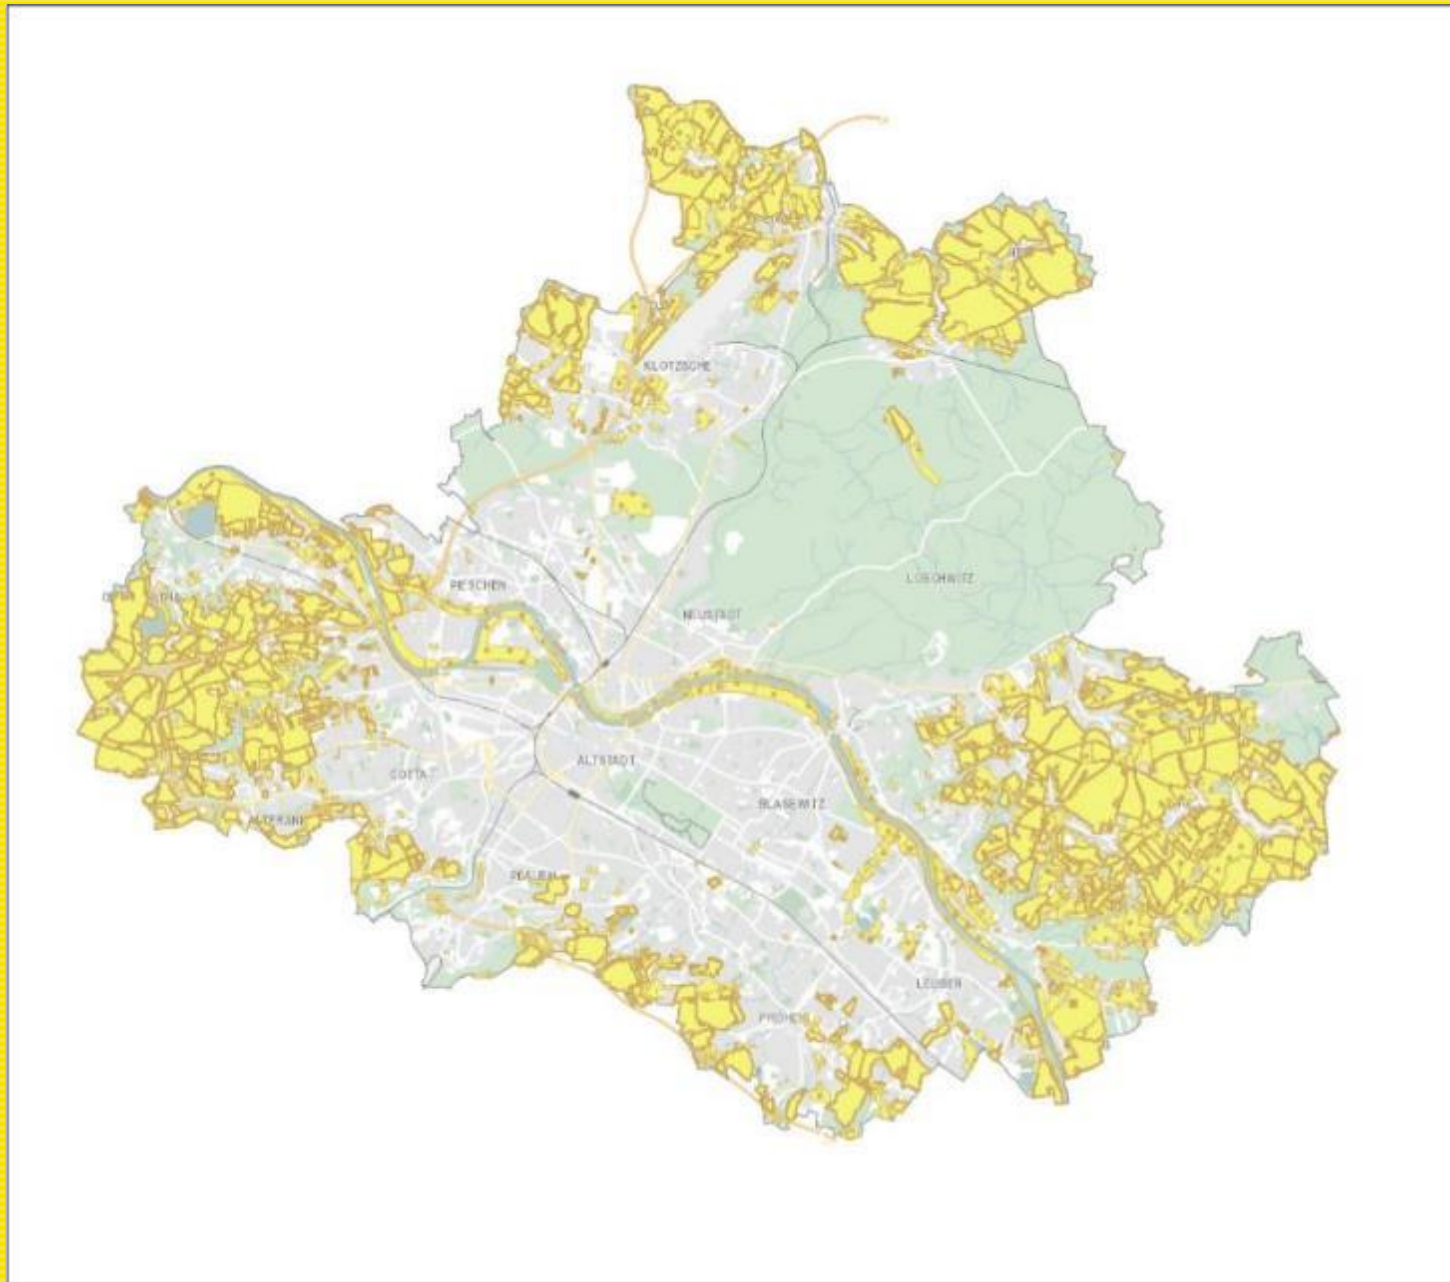 KLOTZSCHE
PIESCHEN
LOSCHWITZ
NEUSTADT
ALTSTADT
COTTA
BLASEWITZ
PLAUEN
LEUBEN
PROHLIS